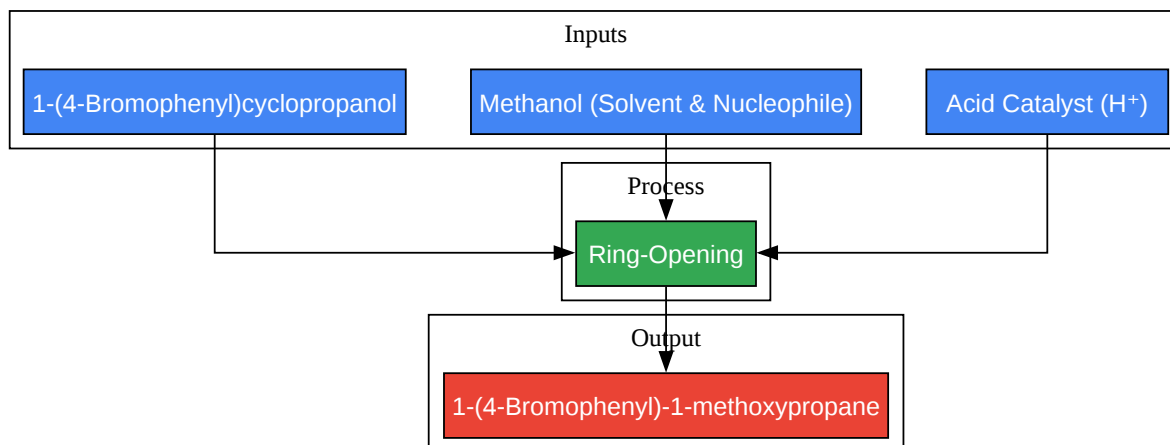 Inputs
1-(4-Bromophenyl)cyclopropanol
Methanol (Solvent & Nucleophile)
Acid Catalyst (H⁺)
Process
Ring-Opening
Output
1-(4-Bromophenyl)-1-methoxypropane